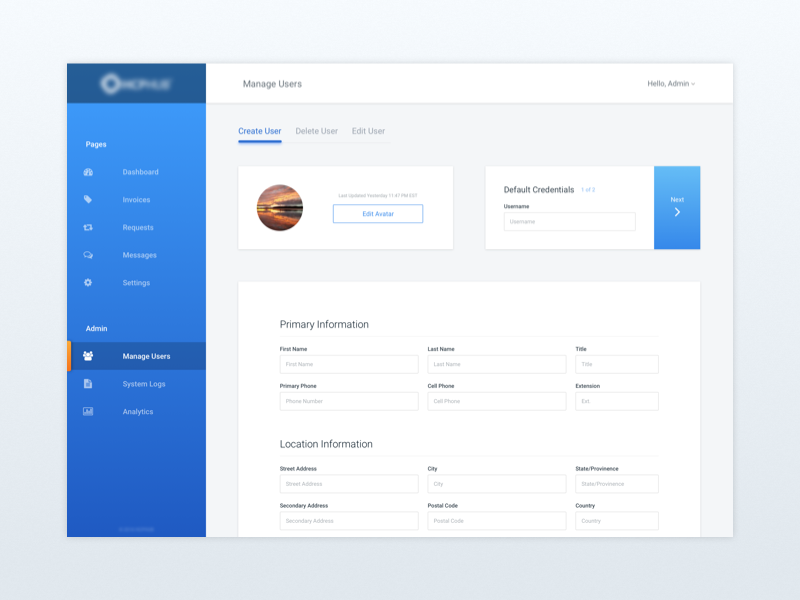 Manage Users
Hello, Admin
Pages
Dashboard
Invoices
Requests
Messages
Settings
Admin
Manage Users
System Logs
Analytics
Create User Delete User Edit User
Last Updated Yesterday 11:47 PM EST
Edit Avatar
Default Credentials 1 of 2
Username
Username
Next
Primary Information
First Name Last Name Title
First Name Last Name Title
Primary Phone Cell Phone Extension
Phone Number Cell Phone Ext
Location Information
Street Address City State/Provinence
Street Address City State/Provinence
Secondary Address Postal Code Country
Secondary Address Postal Code Country